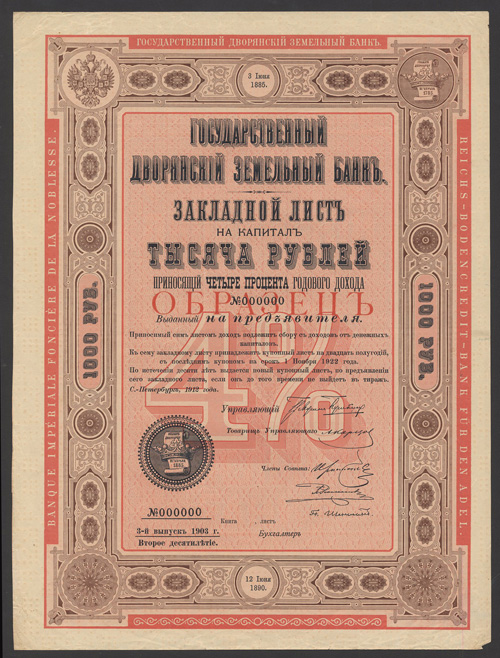 ГОСУДАРСТВЕННЫЙ ДВОРЯНСКІЙ ЗЕМЕЛЬНЫЙ БАНКЪ.
3 Іюня
1885.
1785
ГОСУДАРСТВЕННЫЙ
ДВОРЯНСКІЙ ЗЕМЕЛЬНЫЙ БАНКЪ.
ЗАКЛАДНОЙ ЛИСТЪ
НА КАПИТАЛЪ
ТЫСЯЧА РУБЛЕЙ
ПРИНОСЯЩІЙ ЧЕТЫРЕ ПРОЦЕНТА ГОДОВОГО ДОХОДА
№000000
ОБРАЗЕЦЪ
Выданный на предъявителя.
Приносимый симъ листомъ доходъ подлежитъ сбору съ доходовъ отъ денежныхъ
капиталовъ.
Къ сему закладному листу принадлежитъ купонный листъ на двадцать полугодій,
съ послѣднимъ купономъ на срокъ 1 Ноября 1922 года.
По истеченіи десяти лѣтъ выдается новый купонный листъ, по предъявленіи
сего закладного листа если онъ до того времени не выйдетъ въ тиражъ.
С.-Петербургъ, 1912 года.
4%
Управляющій
Товарищъ Управляющаго
Члены Совѣта:
№000000
Книга , листъ
3-й выпускъ 1903 г.
Второе десятилѣтіе.
Бухгалтеръ
12 Іюня
1890.
BANQUE IMPÉRIALE FONCIÈRE DE LA NOBLESSE.
REICHS-BODENCREDIT-BANK FÜR DEN ADEL.
1000 РУБ.
1000 РУБ.